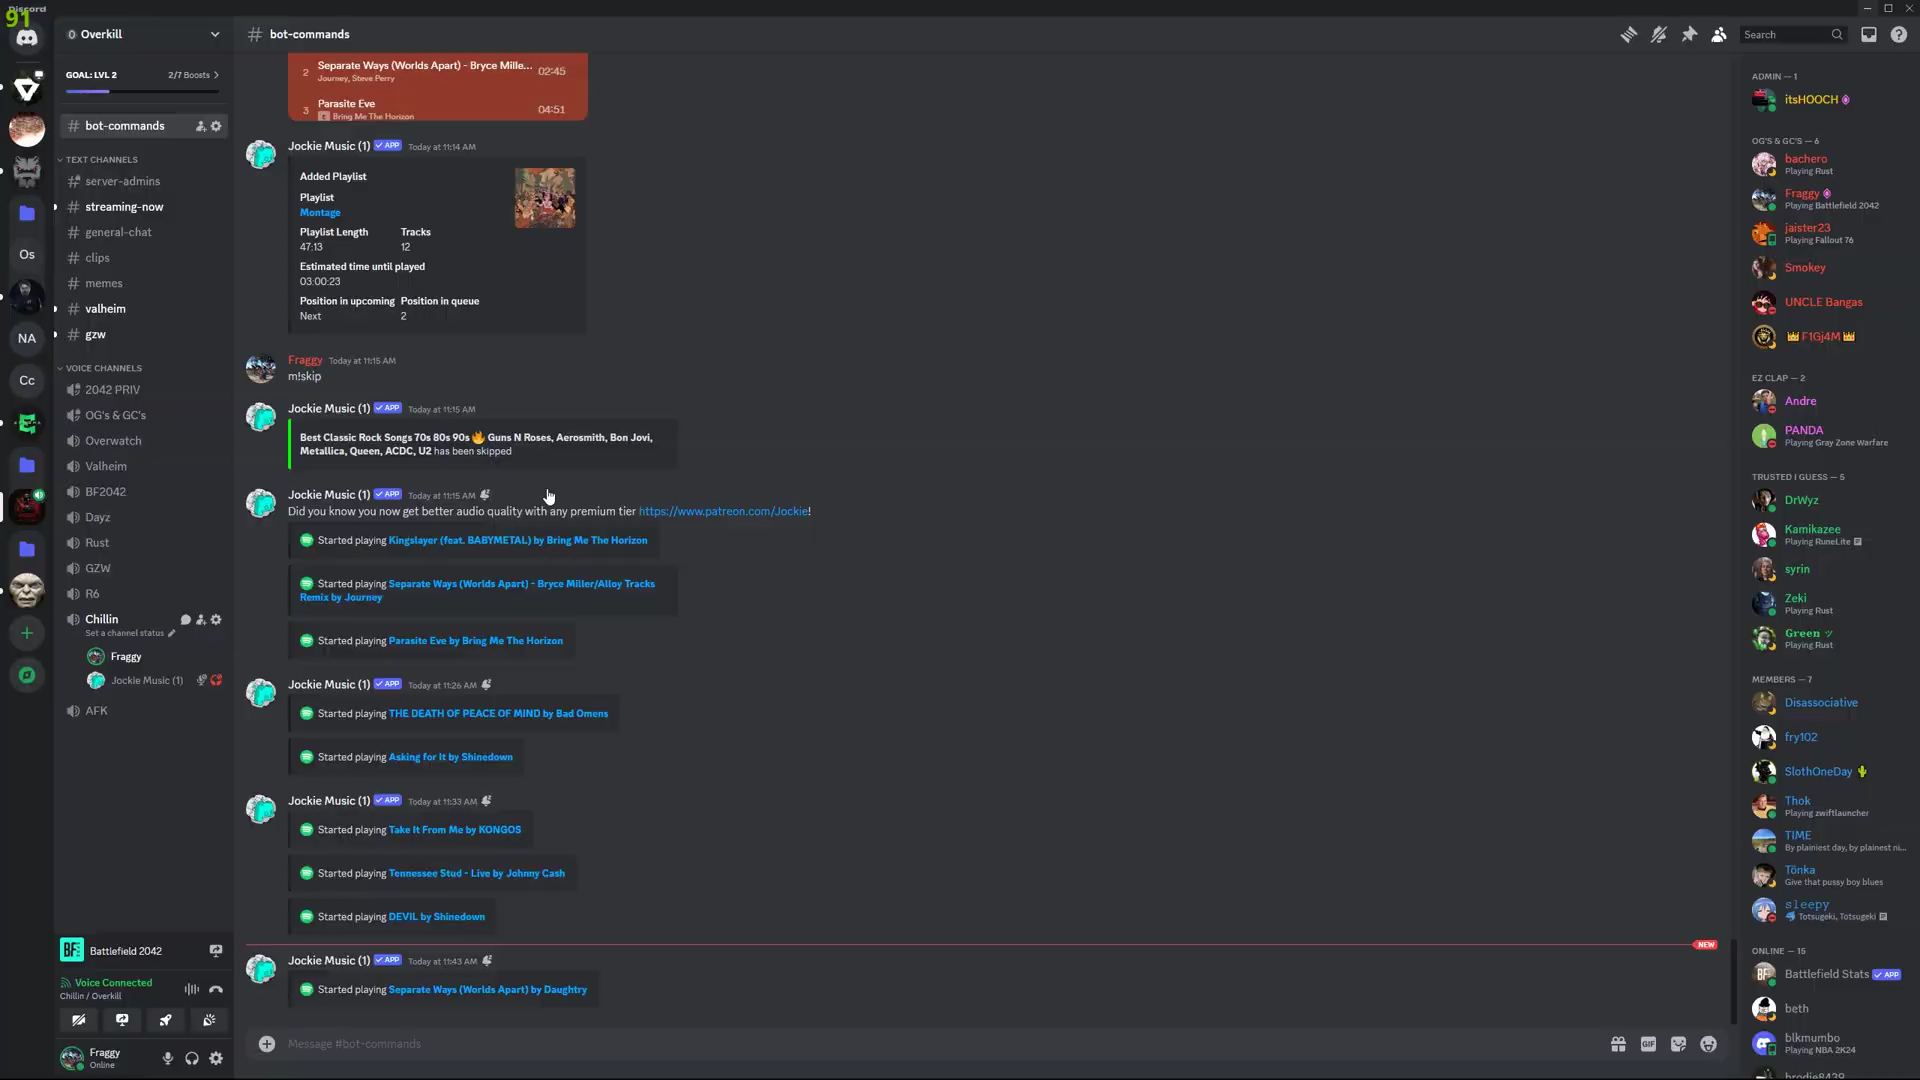 Discord
91
Overkill
GOAL: LVL 2
2/7 Boosts
bot-commands
TEXT CHANNELS
server-admins
streaming-now
general-chat
clips
memes
valheim
gzw
VOICE CHANNELS
2042 PRIV
OG's & GC's
Overwatch
Valheim
BF2042
Dayz
Rust
GZW
R6
Chillin
Set a channel status
Fraggy
Jockie Music (1)
AFK
Os
NA
Cc
Battlefield 2042
Voice Connected
Chillin / Overkill
Fraggy
Online
# bot-commands
Search
2 Separate Ways (Worlds Apart) - Bryce Mille... 02:45
Journey, Steve Perry
3 Parasite Eve 04:51
E Bring Me The Horizon
Jockie Music (1) ✓ APP Today at 11:14 AM
Added Playlist
Playlist
Montage
Playlist Length Tracks
47:13 12
Estimated time until played
03:00:23
Position in upcoming Position in queue
Next 2
Fraggy Today at 11:15 AM
m!skip
Jockie Music (1) ✓ APP Today at 11:15 AM
Best Classic Rock Songs 70s 80s 90s 🔥 Guns N Roses, Aerosmith, Bon Jovi,
Metallica, Queen, ACDC, U2 has been skipped
Jockie Music (1) ✓ APP Today at 11:15 AM
Did you know you now get better audio quality with any premium tier https://www.patreon.com/Jockie!
Started playing Kingslayer (feat. BABYMETAL) by Bring Me The Horizon
Started playing Separate Ways (Worlds Apart) - Bryce Miller/Alloy Tracks
Remix by Journey
Started playing Parasite Eve by Bring Me The Horizon
Jockie Music (1) ✓ APP Today at 11:26 AM
Started playing THE DEATH OF PEACE OF MIND by Bad Omens
Started playing Asking for It by Shinedown
Jockie Music (1) ✓ APP Today at 11:33 AM
Started playing Take It From Me by KONGOS
Started playing Tennessee Stud - Live by Johnny Cash
Started playing DEVIL by Shinedown
NEW
Jockie Music (1) ✓ APP Today at 11:43 AM
Started playing Separate Ways (Worlds Apart) by Daughtry
Message #bot-commands
GIF
ADMIN — 1
itsHOOCH
OG'S & GC'S — 6
bachero
Playing Rust
Fraggy
Playing Battlefield 2042
jaister23
Playing Fallout 76
Smokey
UNCLE Bangas
👑 F1Gj4M 👑
EZ CLAP — 2
Andre
PANDA
Playing Gray Zone Warfare
TRUSTED I GUESS — 5
DrWyz
Kamikazee
Playing RuneLite
syrin
Zeki
Playing Rust
Green ッ
Playing Rust
MEMBERS — 7
Disassociative
fry102
SlothOneDay 🌵
Thok
Playing zwiftlauncher
TIME
By plainiest day, by plainest ni...
Tönka
Give that pussy boy blues
sleepy
Totsugeki, Totsugeki
ONLINE — 15
Battlefield Stats ✓ APP
beth
blkmumbo
Playing NBA 2K24
brodie8439